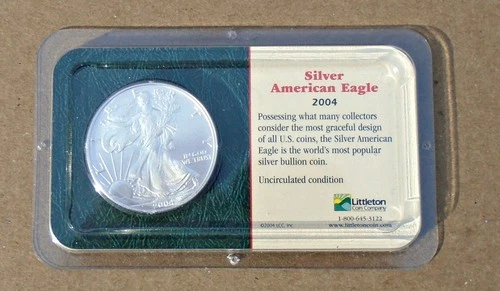 Silver
American Eagle
2004
Possessing what many collectors
consider the most graceful design
of all U.S. coins, the Silver American
Eagle is the world's most popular
silver bullion coin.
Uncirculated condition
Littleton
Coin Company
1-800-645-3122
www.littletoncoin.com
IN GOD
WE TRUST
2004